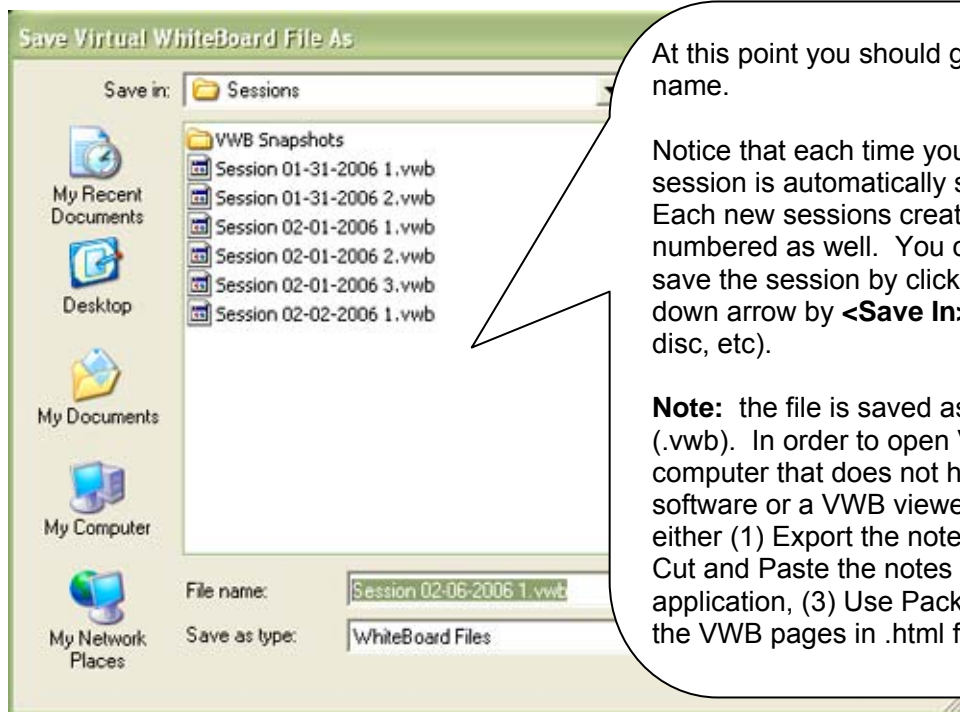 Save Virtual WhiteBoard File As
Save in:
Sessions
My Recent
Documents
Desktop
My Documents
My Computer
My Network
Places
VWB Snapshots
Session 01-31-2006 1.vwb
Session 01-31-2006 2.vwb
Session 02-01-2006 1.vwb
Session 02-01-2006 2.vwb
Session 02-01-2006 3.vwb
Session 02-02-2006 1.vwb
File name:
Session 02-06-2006 1.vwb
Save as type:
WhiteBoard Files
At this point you should
name.
Notice that each time
session is automatically
Each new sessions
numbered as well. You
save the session by
down arrow by <Save In>
disc, etc).
Note: the file is saved
(.vwb). In order to open
computer that does not
software or a VWB
either (1) Export the
Cut and Paste the notes
application, (3) Use
the VWB pages in .html